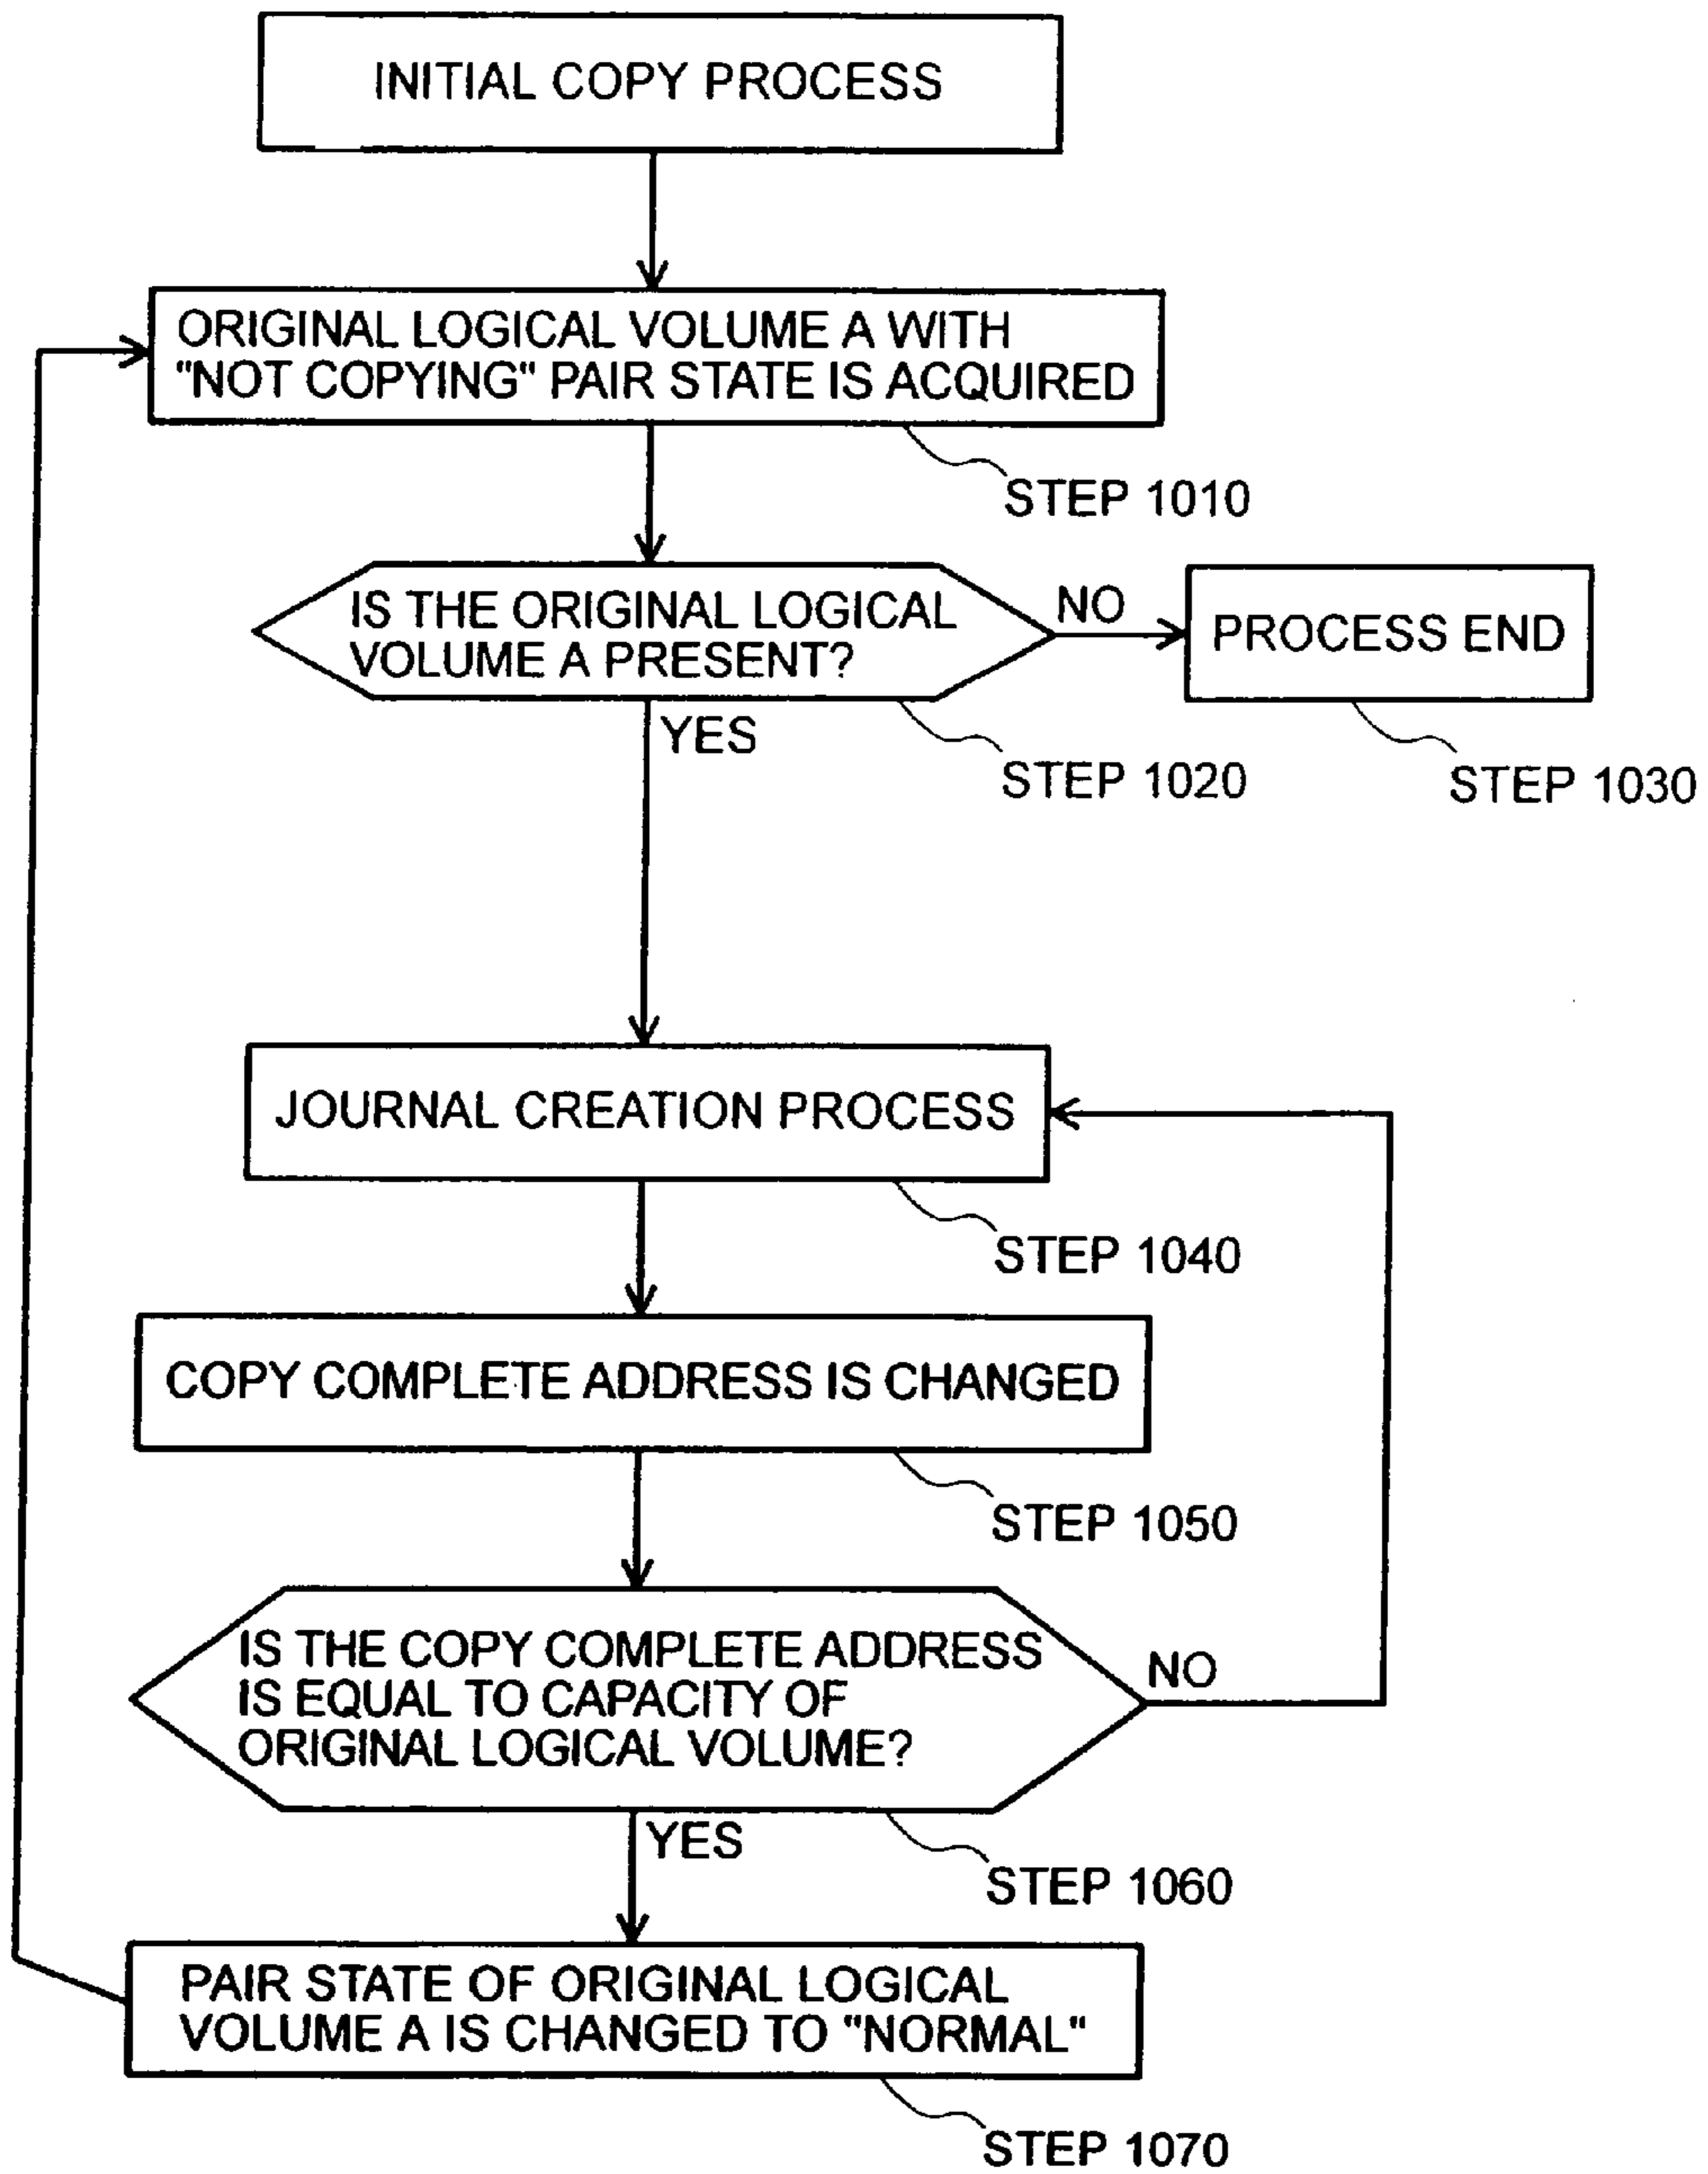 INITIAL COPY PROCESS
ORIGINAL LOGICAL VOLUME A WITH
"NOT COPYING" PAIR STATE IS ACQUIRED
STEP 1010
IS THE ORIGINAL LOGICAL
VOLUME A PRESENT?
NO
PROCESS END
YES
STEP 1020
STEP 1030
JOURNAL CREATION PROCESS
STEP 1040
COPY COMPLETE ADDRESS IS CHANGED
STEP 1050
IS THE COPY COMPLETE ADDRESS
IS EQUAL TO CAPACITY OF
ORIGINAL LOGICAL VOLUME?
NO
YES
STEP 1060
PAIR STATE OF ORIGINAL LOGICAL
VOLUME A IS CHANGED TO "NORMAL"
STEP 1070